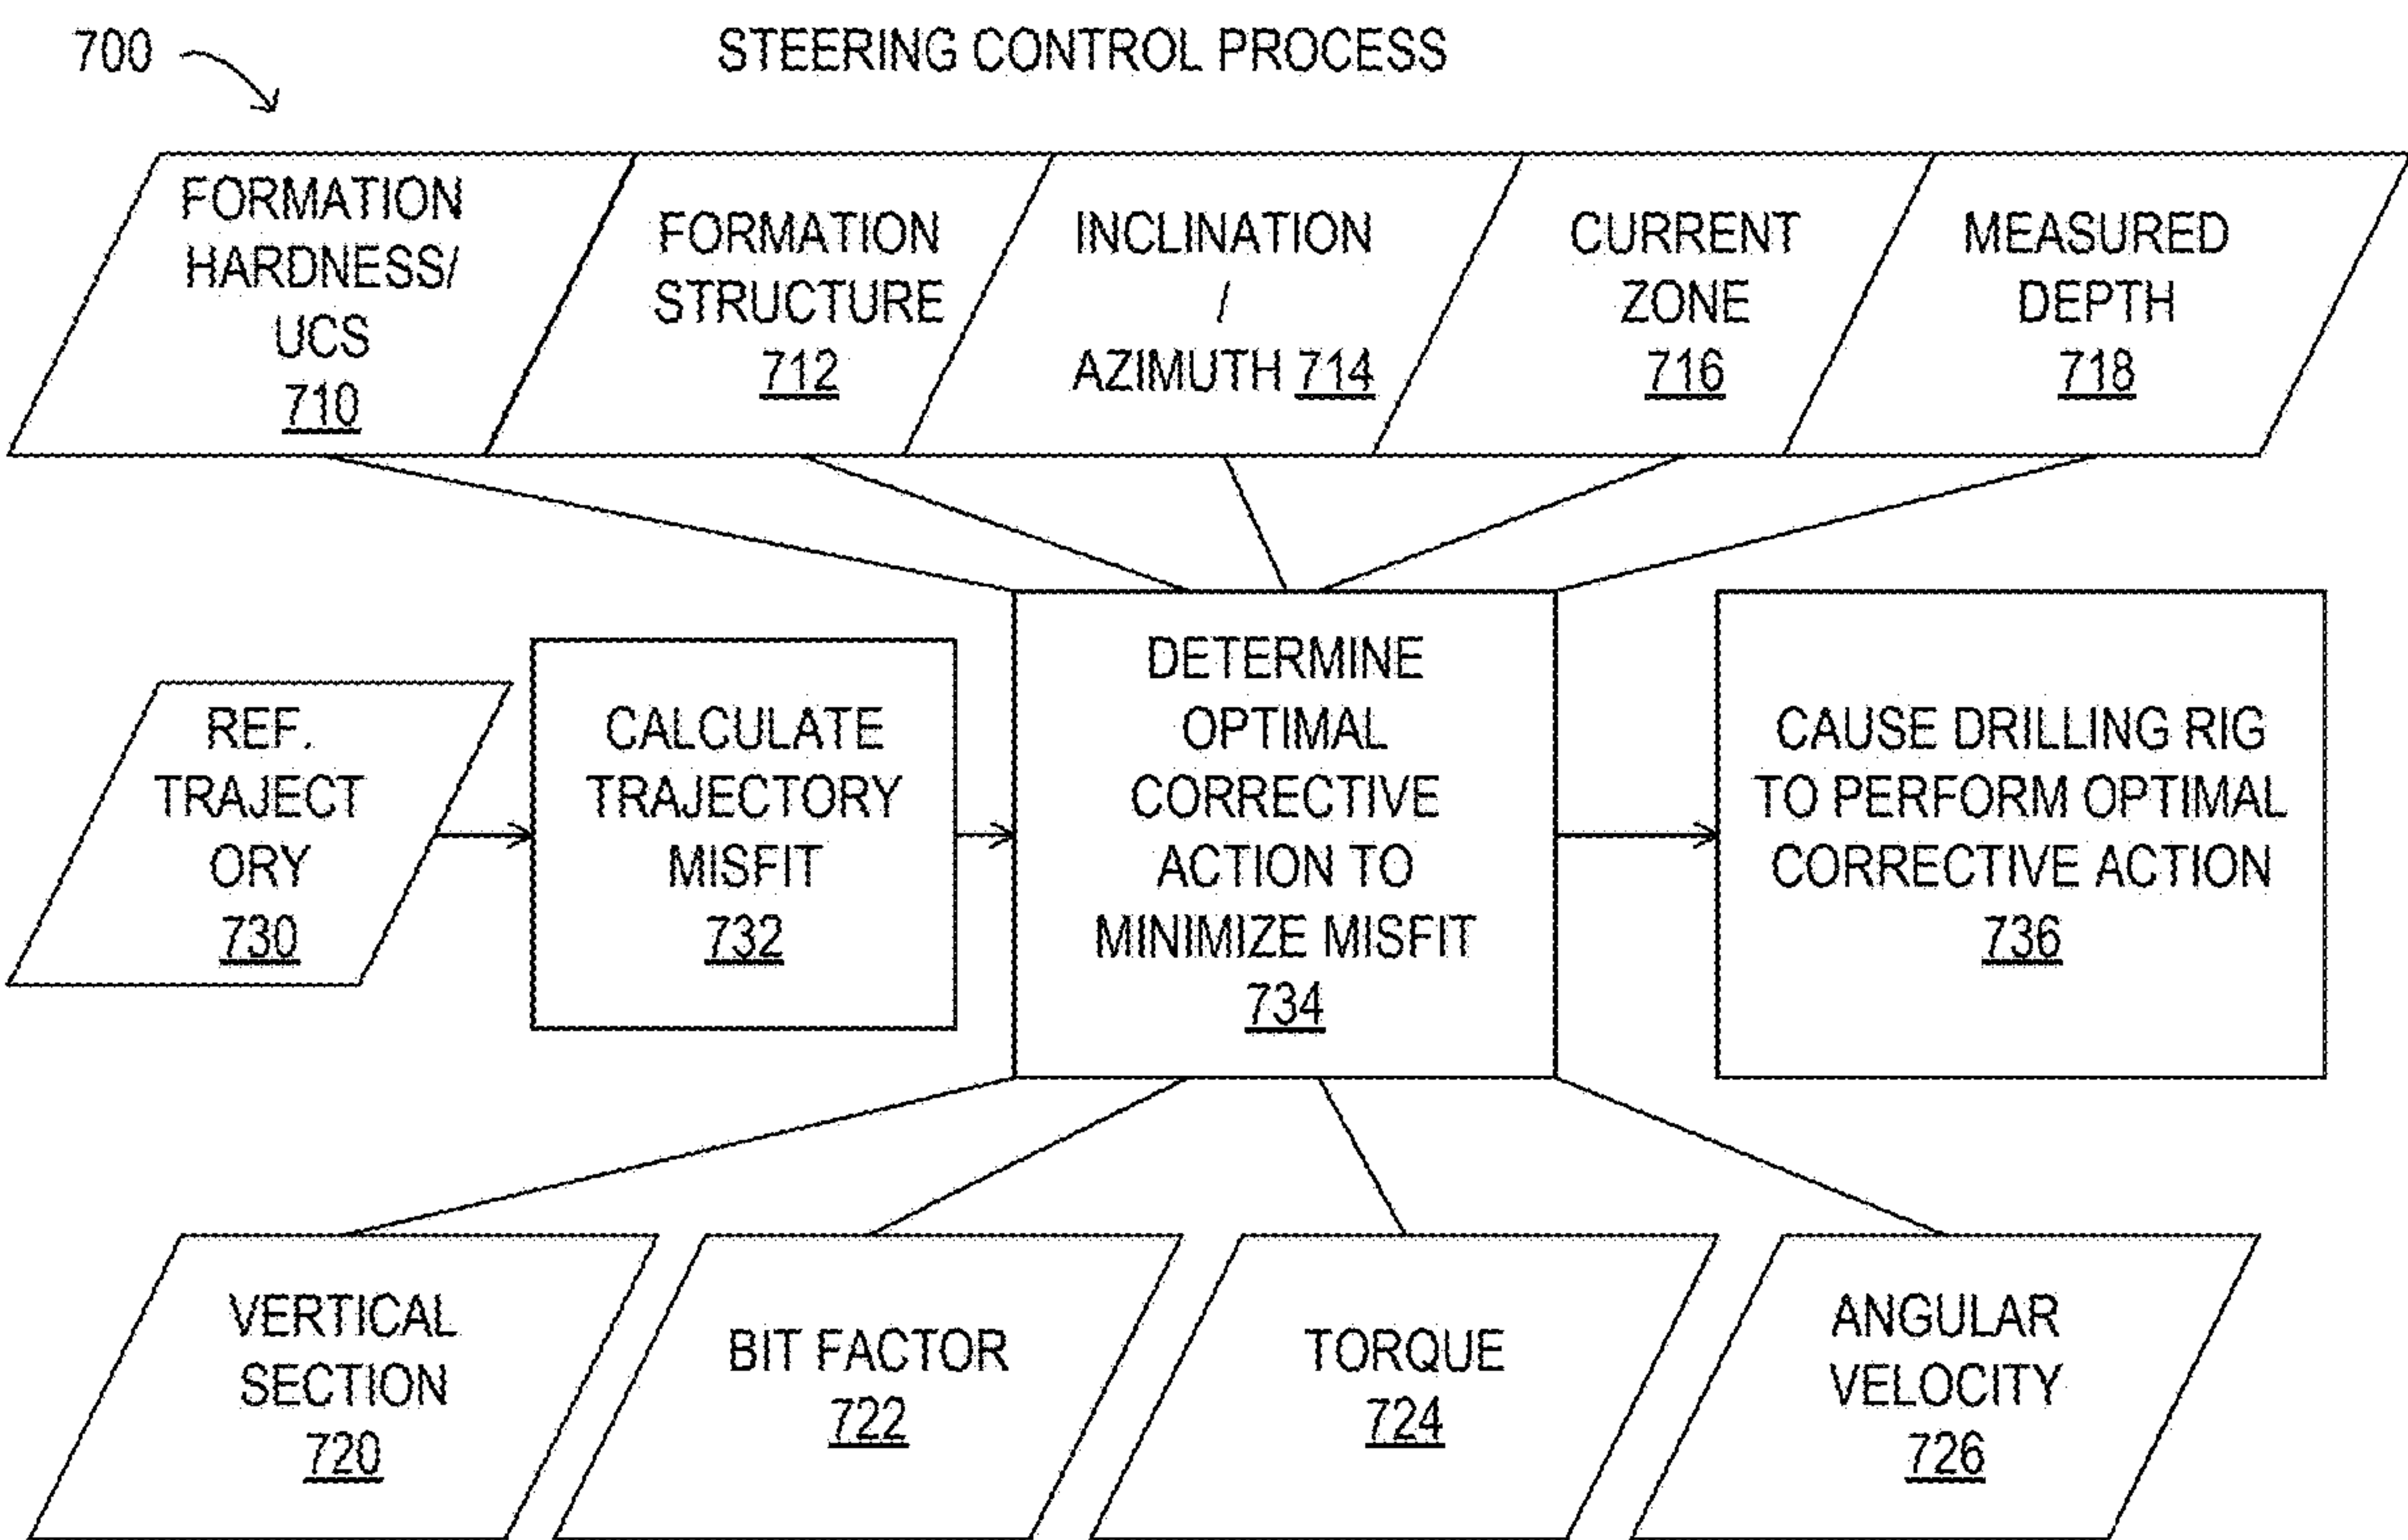 700
STEERING CONTROL PROCESS
FORMATION
HARDNESS/
UCS
710
FORMATION
STRUCTURE
712
INCLINATION
/
AZIMUTH 714
CURRENT
ZONE
716
MEASURED
DEPTH
718
REF.
TRAJECT
ORY
730
CALCULATE
TRAJECTORY
MISFIT
732
DETERMINE
OPTIMAL
CORRECTIVE
ACTION TO
MINIMIZE MISFIT
734
CAUSE DRILLING RIG
TO PERFORM OPTIMAL
CORRECTIVE ACTION
736
VERTICAL
SECTION
720
BIT FACTOR
722
TORQUE
724
ANGULAR
VELOCITY
726